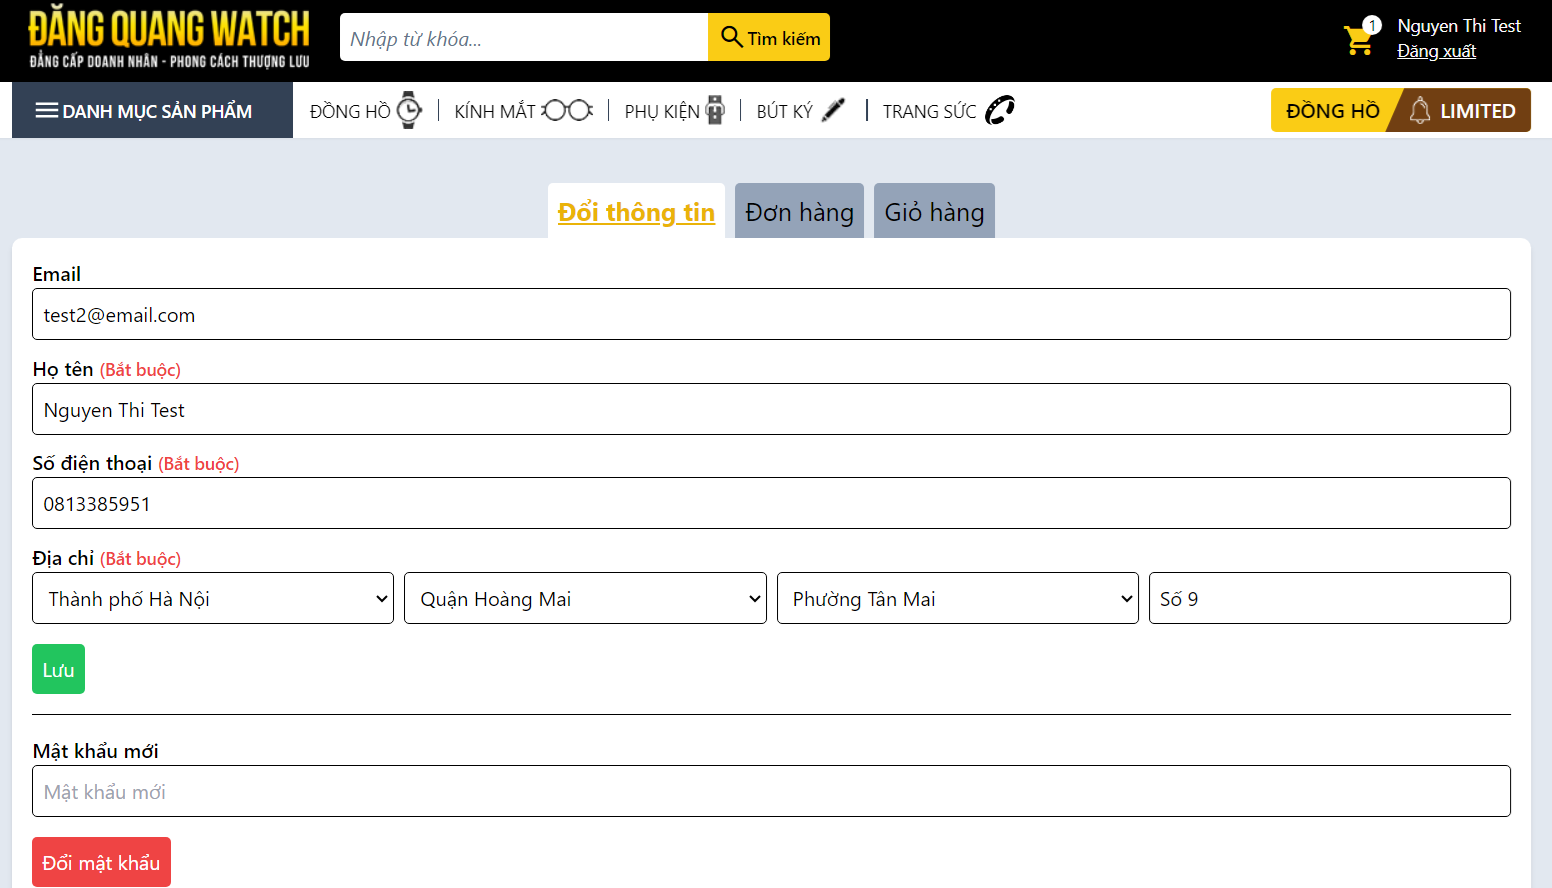 ĐĂNG QUANG WATCH
ĐẲNG CẤP DOANH NHÂN - PHONG CÁCH THƯỢNG LƯU
Nhập từ khóa...
Tìm kiếm
1
Nguyen Thi Test
Đăng xuất
DANH MỤC SẢN PHẨM
ĐỒNG HỒ
KÍNH MẮT
PHỤ KIỆN
BÚT KÝ
TRANG SỨC
ĐỒNG HỒ
LIMITED
Đổi thông tin
Đơn hàng
Giỏ hàng
Email
test2@email.com
Họ tên (Bắt buộc)
Nguyen Thi Test
Số điện thoại (Bắt buộc)
0813385951
Địa chỉ (Bắt buộc)
Thành phố Hà Nội
Quận Hoàng Mai
Phường Tân Mai
Số 9
Lưu
Mật khẩu mới
Mật khẩu mới
Đổi mật khẩu